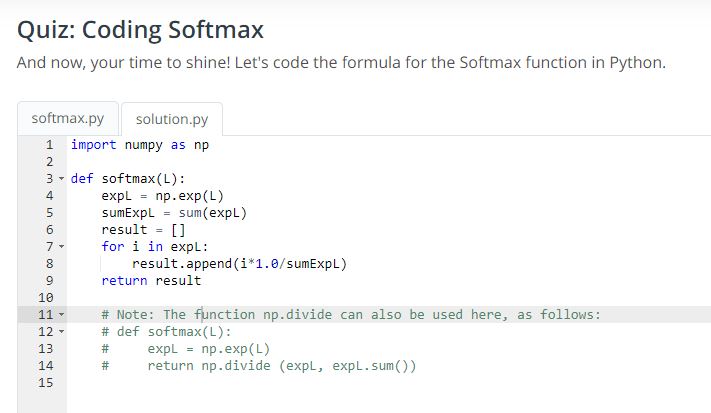 Quiz: Coding Softmax
And now, your time to shine! Let's code the formula for the Softmax function in Python.
softmax.py solution.py
1 import numpy as np
2
3 def softmax(L):
4     expL = np.exp(L)
5     sumExpL = sum(expL)
6     result = []
7     for i in expL:
8         result.append(i*1.0/sumExpL)
9     return result
10
11     # Note: The function np.divide can also be used here, as follows:
12     # def softmax(L):
13     #     expL = np.exp(L)
14     #     return np.divide (expL, expL.sum())
15